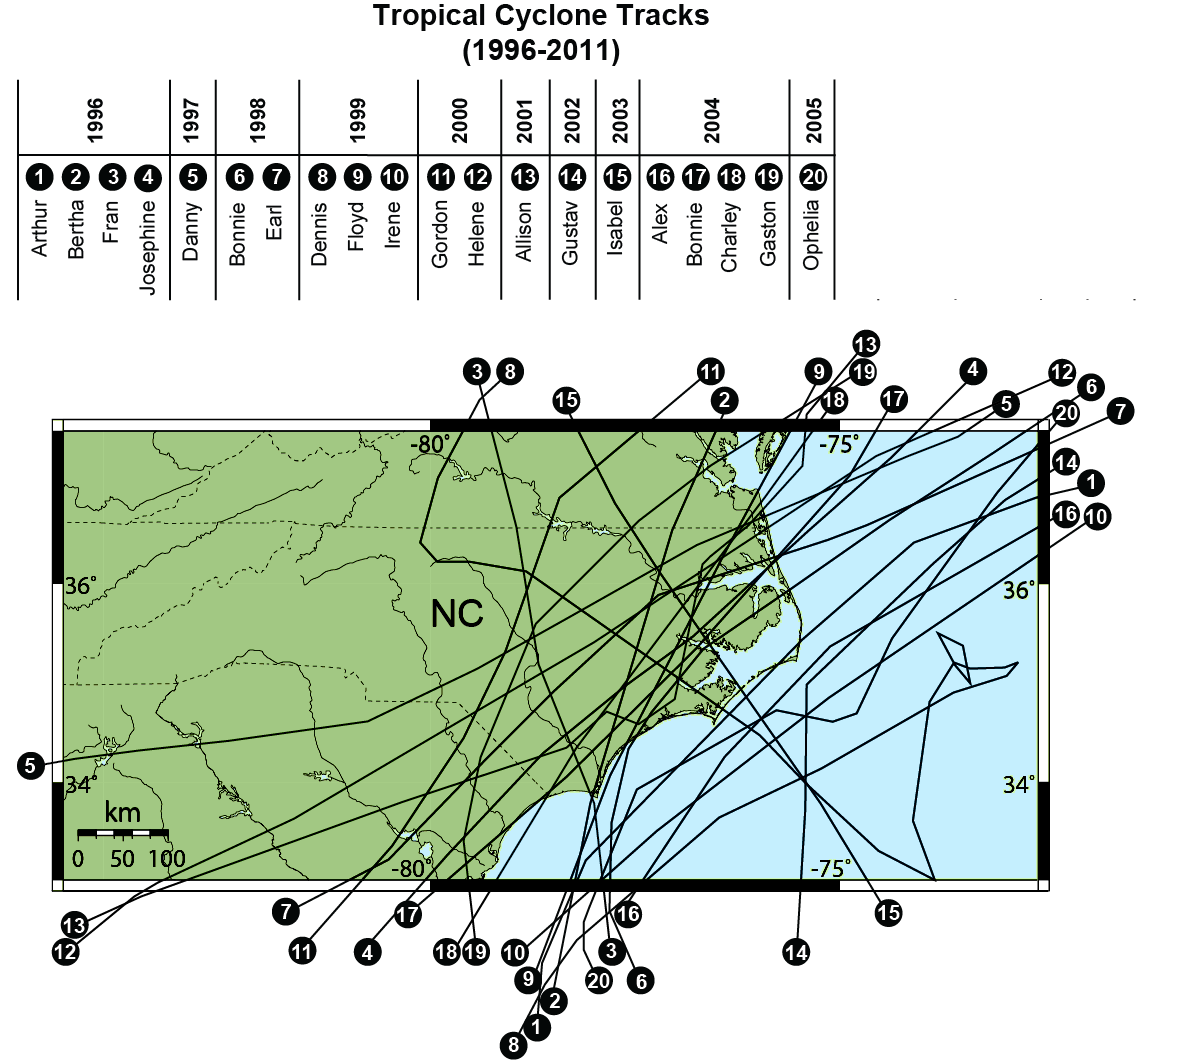 Tropical Cyclone Tracks
(1996-2011)
1996 1997 1998 1999 2000 2001 2002 2003 2004 2005
1 2 3 4 5 6 7 8 9 10 11 12 13 14 15 16 17 18 19 20
Arthur Bertha Fran Josephine Danny Bonnie Earl Dennis Floyd Irene Gordon Helene Allison Gustav Isabel Alex Bonnie Charley Gaston Ophelia
13
3 8 11 9 19 4 12
6
15 2 18 17 5
20 7
-80° -75°
14
1
16 10
36° 36°
NC
5
34° 34°
km
0 50 100
-80° -75°
7 17 16 15
13
12 11 4 18 19 10 3 14
9 20 6
2
1
8